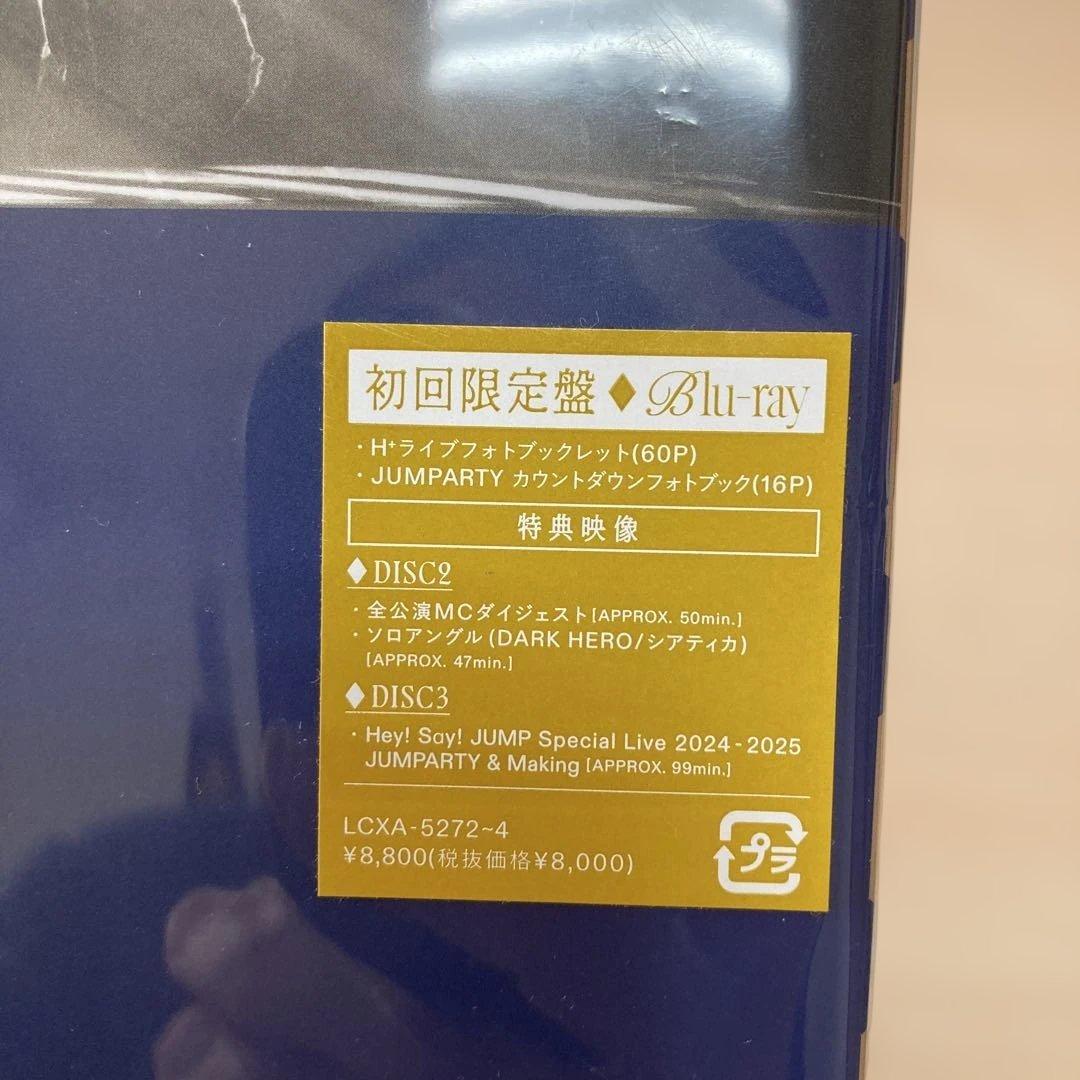 初回限定盤♦Blu-ray
・H⁺ライブフォトブックレット(60P)
・JUMPARTY カウントダウンフォトブック(16P)
特典映像
♦DISC2
・全公演MCダイジェスト[APPROX. 50min.]
・ソロアングル(DARK HERO/シアティカ)
[APPROX. 47min.]
♦DISC3
・Hey! Say! JUMP Special Live 2024-2025
JUMPARTY & Making [APPROX. 99min.]
LCXA-5272~4
¥8,800(税抜価格¥8,000)
プラ